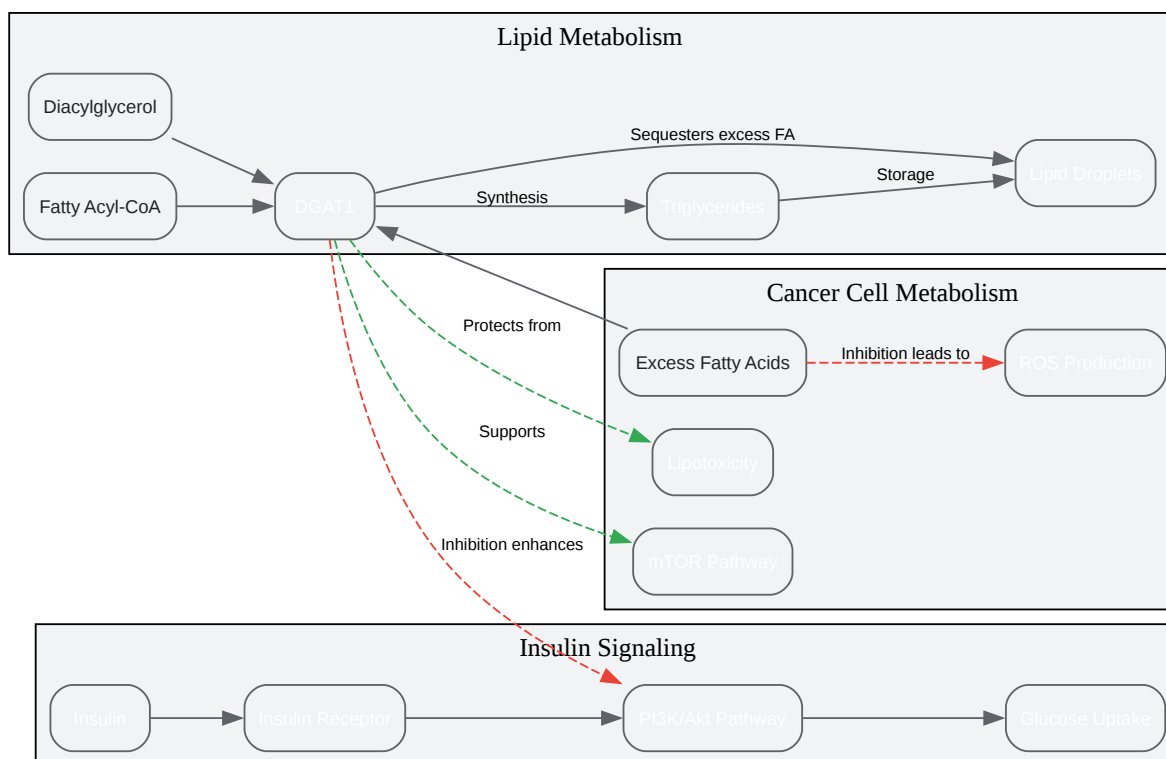 Lipid Metabolism
Diacylglycerol
Fatty Acyl-CoA
DGAT1
Sequesters excess FA
Synthesis
Triglycerides
Storage
Lipid Droplets
Cancer Cell Metabolism
Excess Fatty Acids
Inhibition leads to
ROS Production
Protects from
Lipotoxicity
Supports
mTOR Pathway
Inhibition enhances
Insulin Signaling
Insulin
Insulin Receptor
PI3K/Akt Pathway
Glucose Uptake